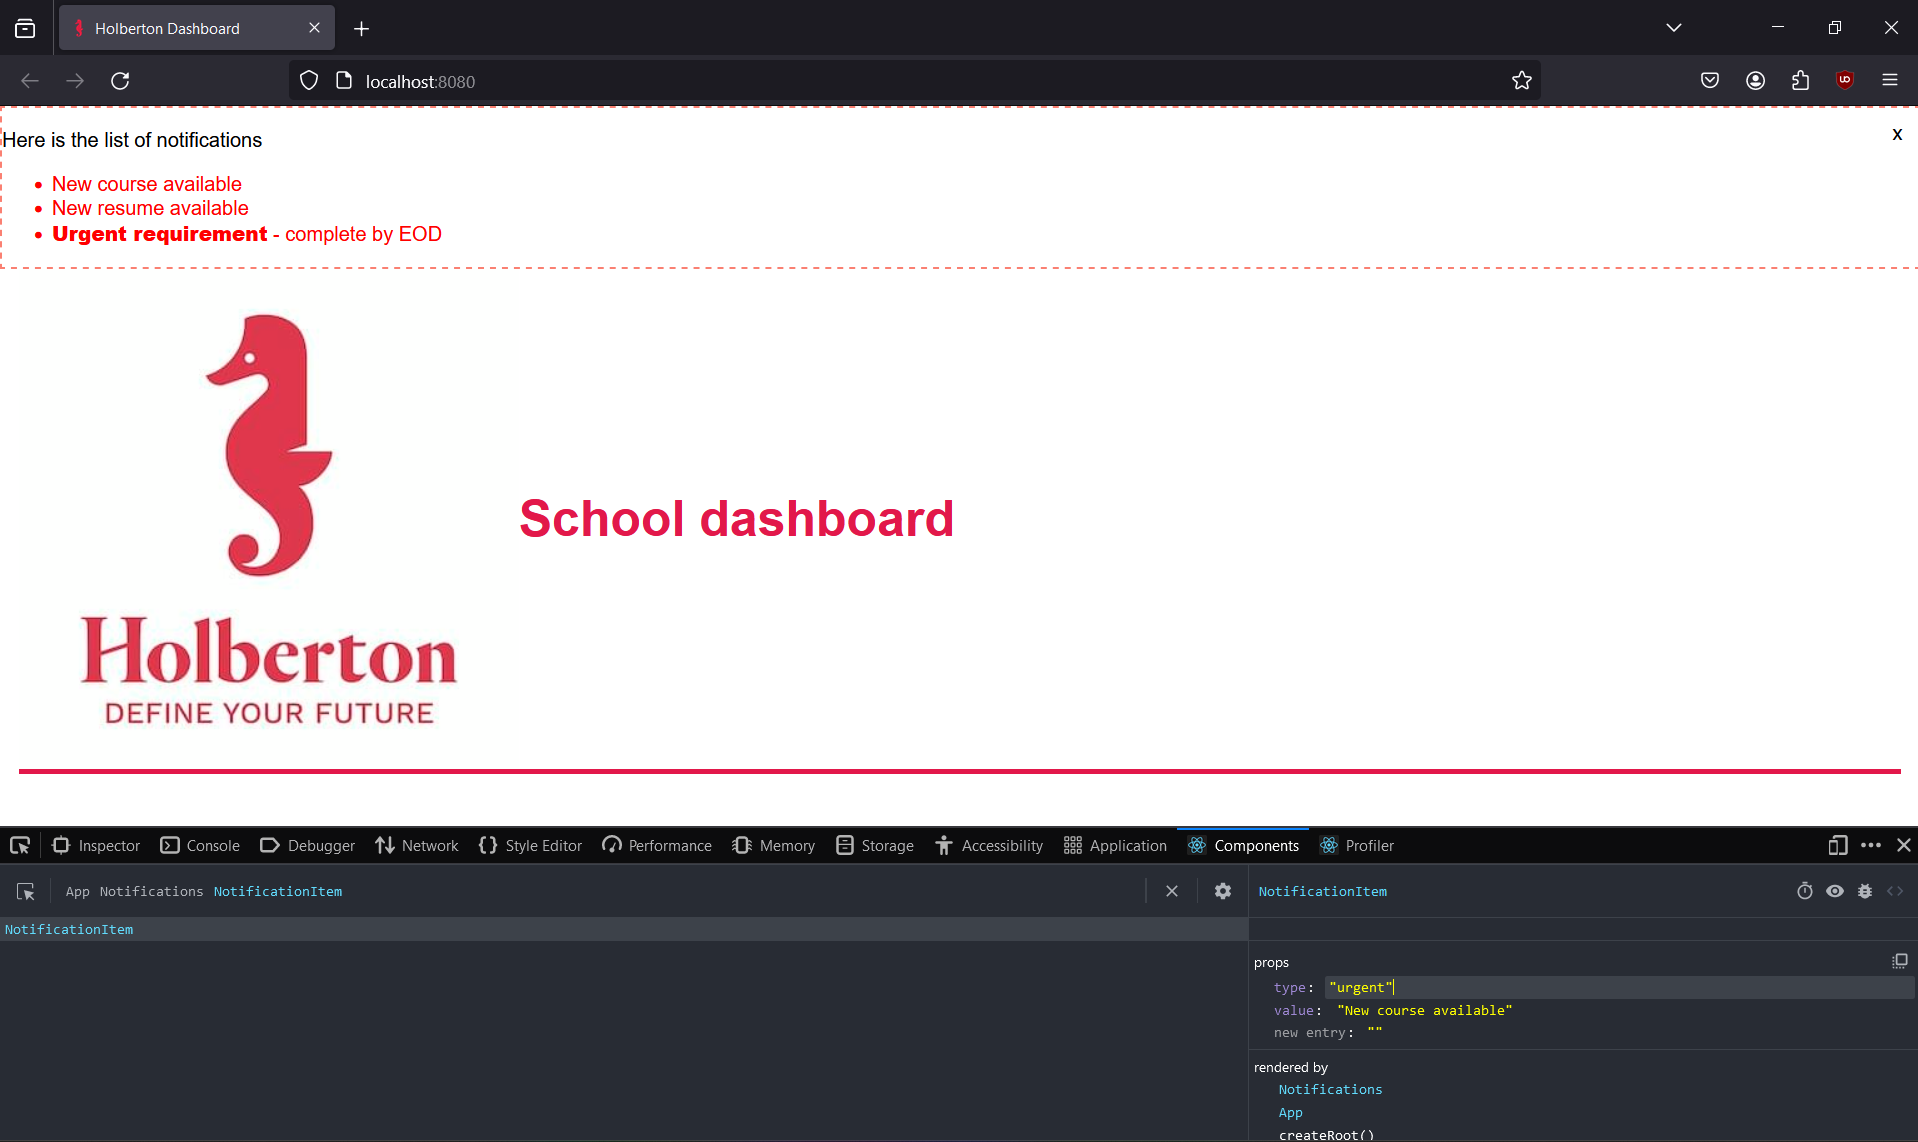 Holberton Dashboard
localhost:8080
Here is the list of notifications
x
New course available
New resume available
Urgent requirement - complete by EOD
School dashboard
Holberton
DEFINE YOUR FUTURE
Inspector Console Debugger Network Style Editor Performance Memory Storage Accessibility Application Components Profiler
App Notifications NotificationItem
NotificationItem
NotificationItem
props
type: "urgent"
value: "New course available"
new entry: ""
rendered by
Notifications
App
createRoot()